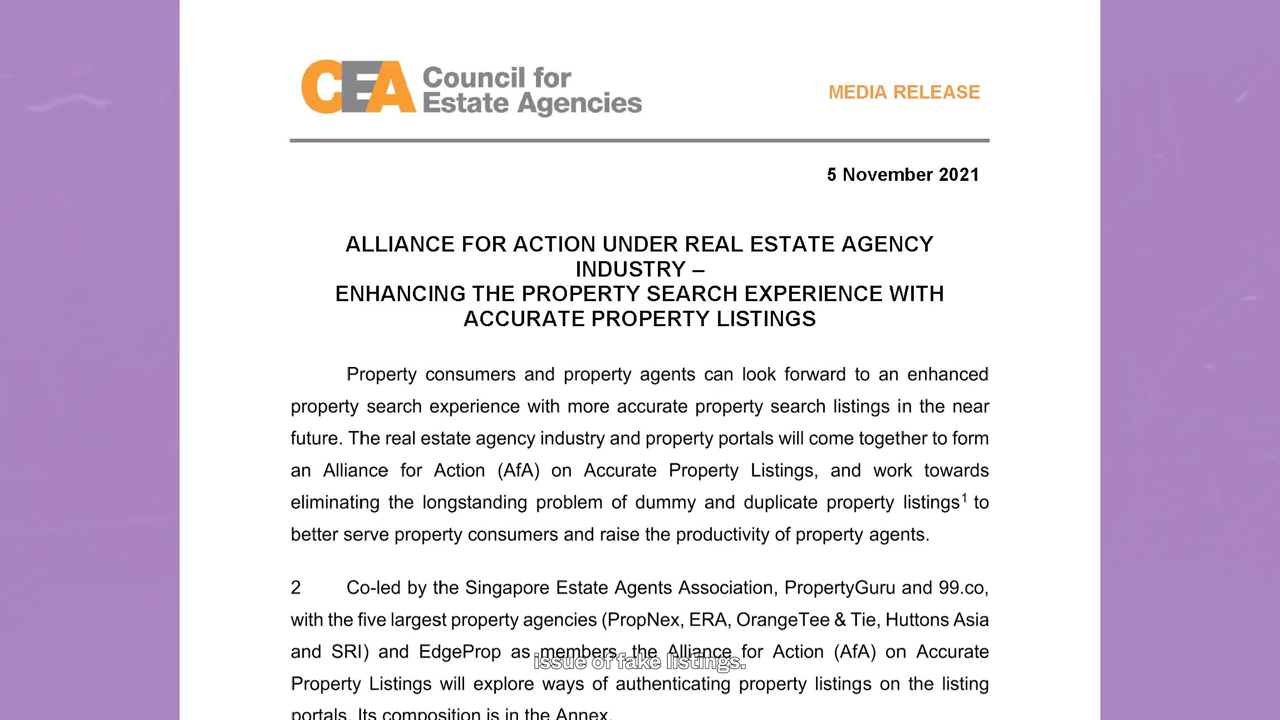 CEA Council for
Estate Agencies
MEDIA RELEASE
5 November 2021
ALLIANCE FOR ACTION UNDER REAL ESTATE AGENCY
INDUSTRY –
ENHANCING THE PROPERTY SEARCH EXPERIENCE WITH
ACCURATE PROPERTY LISTINGS
Property consumers and property agents can look forward to an enhanced
property search experience with more accurate property search listings in the near
future. The real estate agency industry and property portals will come together to form
an Alliance for Action (AfA) on Accurate Property Listings, and work towards
eliminating the longstanding problem of dummy and duplicate property listings¹ to
better serve property consumers and raise the productivity of property agents.
2 Co-led by the Singapore Estate Agents Association, PropertyGuru and 99.co,
with the five largest property agencies (PropNex, ERA, OrangeTee & Tie, Huttons Asia
and SRI) and EdgeProp as members, the Alliance for Action (AfA) on Accurate
issue of fake listings.
Property Listings will explore ways of authenticating property listings on the listing
portals. Its composition is in the Annex.